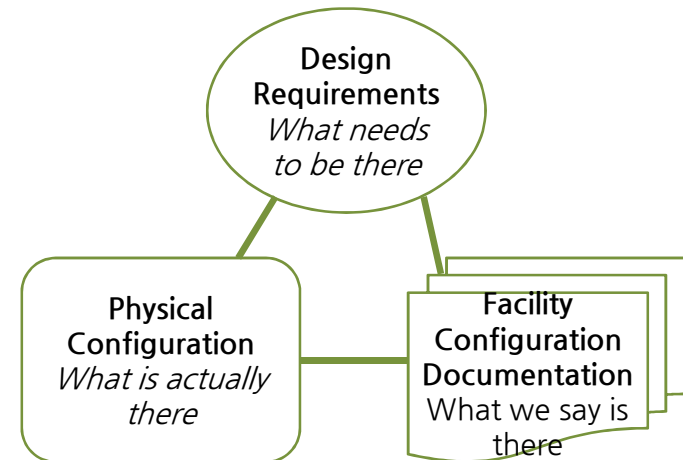 Design
Requirements
What needs
to be there
Physical
Configuration
What is actually
there
Facility
Configuration
Documentation
What we say is
there